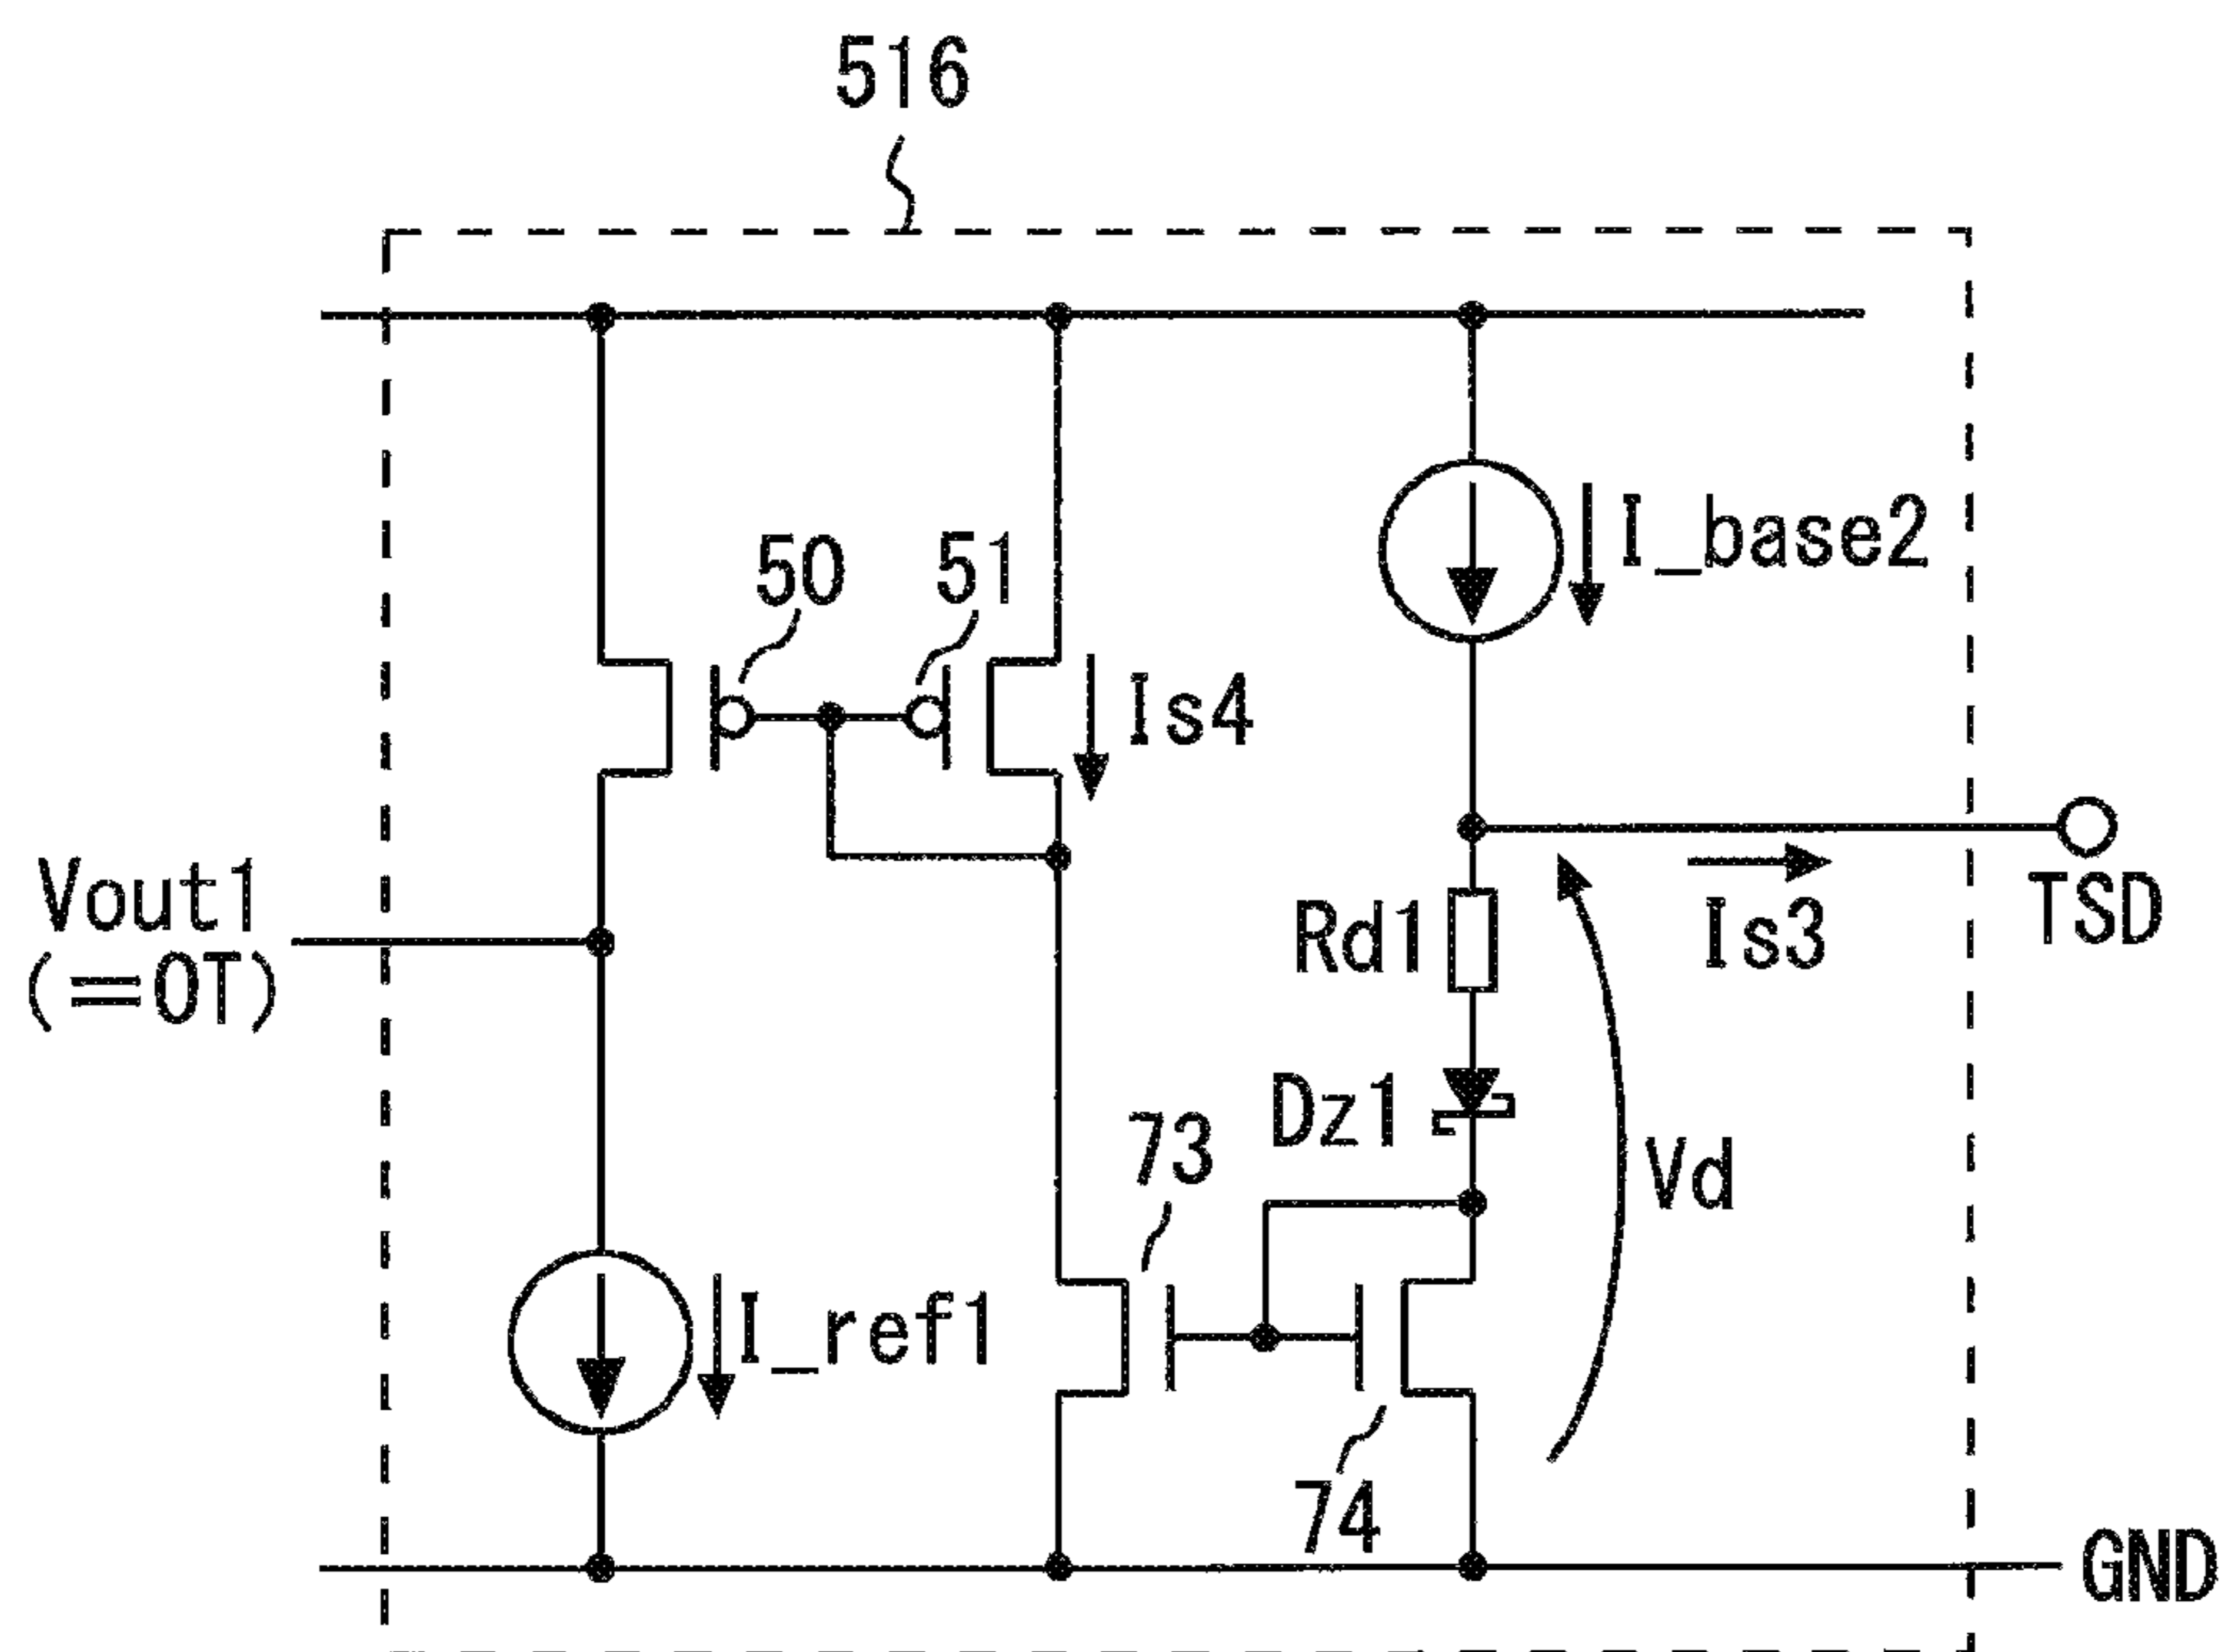 516
50
51
I_base2
Is4
Vout1
(=OT)
TSD
Rd1
Is3
Dz1
73
Vd
I_ref1
74
GND